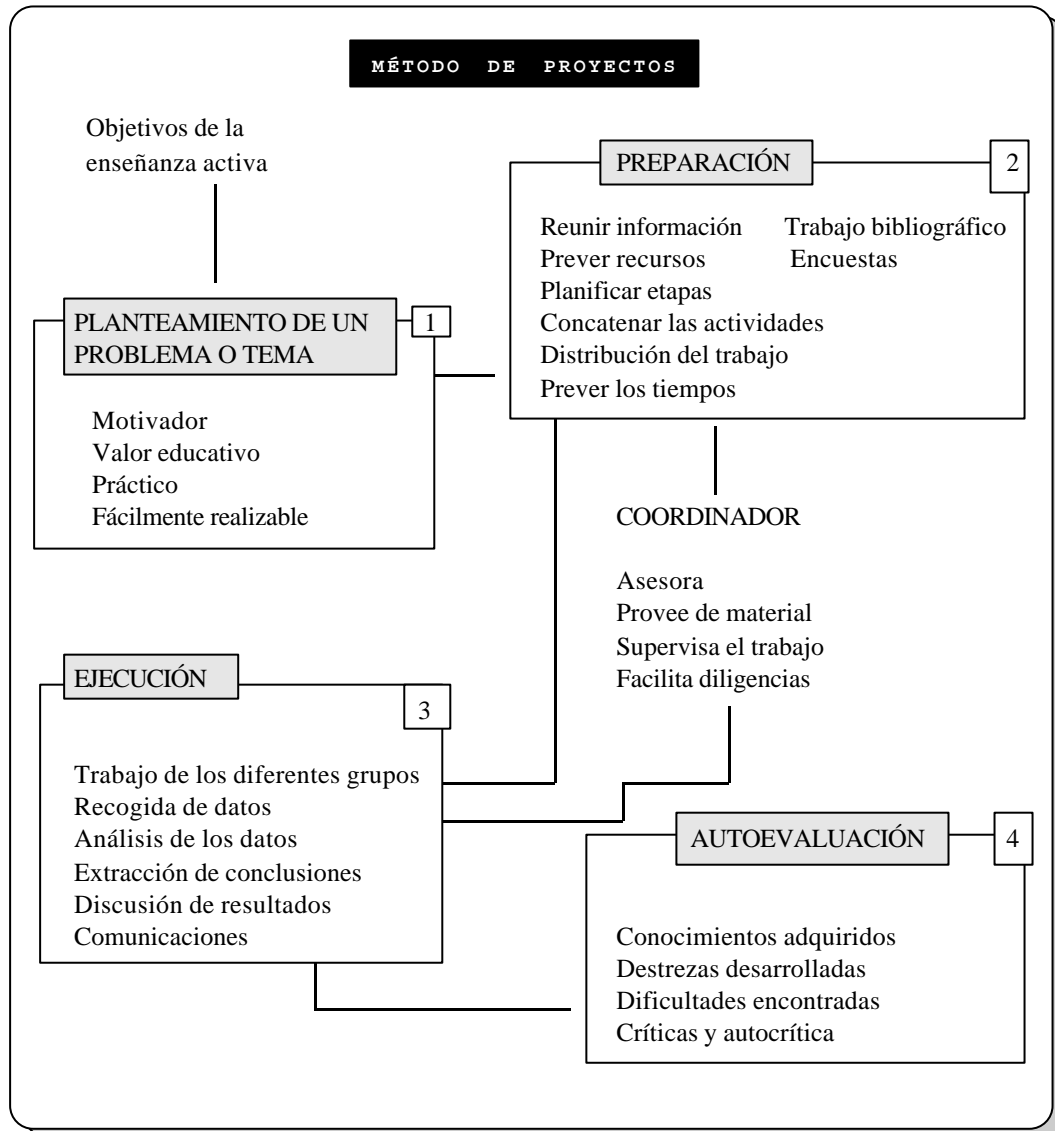 MÉTODO DE PROYECTOS
Objetivos de la
enseñanza activa
PLANTEAMIENTO DE UN
PROBLEMA O TEMA
1
Motivador
Valor educativo
Práctico
Fácilmente realizable
PREPARACIÓN
2
Reunir información Trabajo bibliográfico
Prever recursos Encuestas
Planificar etapas
Concatenar las actividades
Distribución del trabajo
Prever los tiempos
COORDINADOR
Asesora
Provee de material
Supervisa el trabajo
Facilita diligencias
EJECUCIÓN
3
Trabajo de los diferentes grupos
Recogida de datos
Análisis de los datos
Extracción de conclusiones
Discusión de resultados
Comunicaciones
AUTOEVALUACIÓN
4
Conocimientos adquiridos
Destrezas desarrolladas
Dificultades encontradas
Críticas y autocrítica